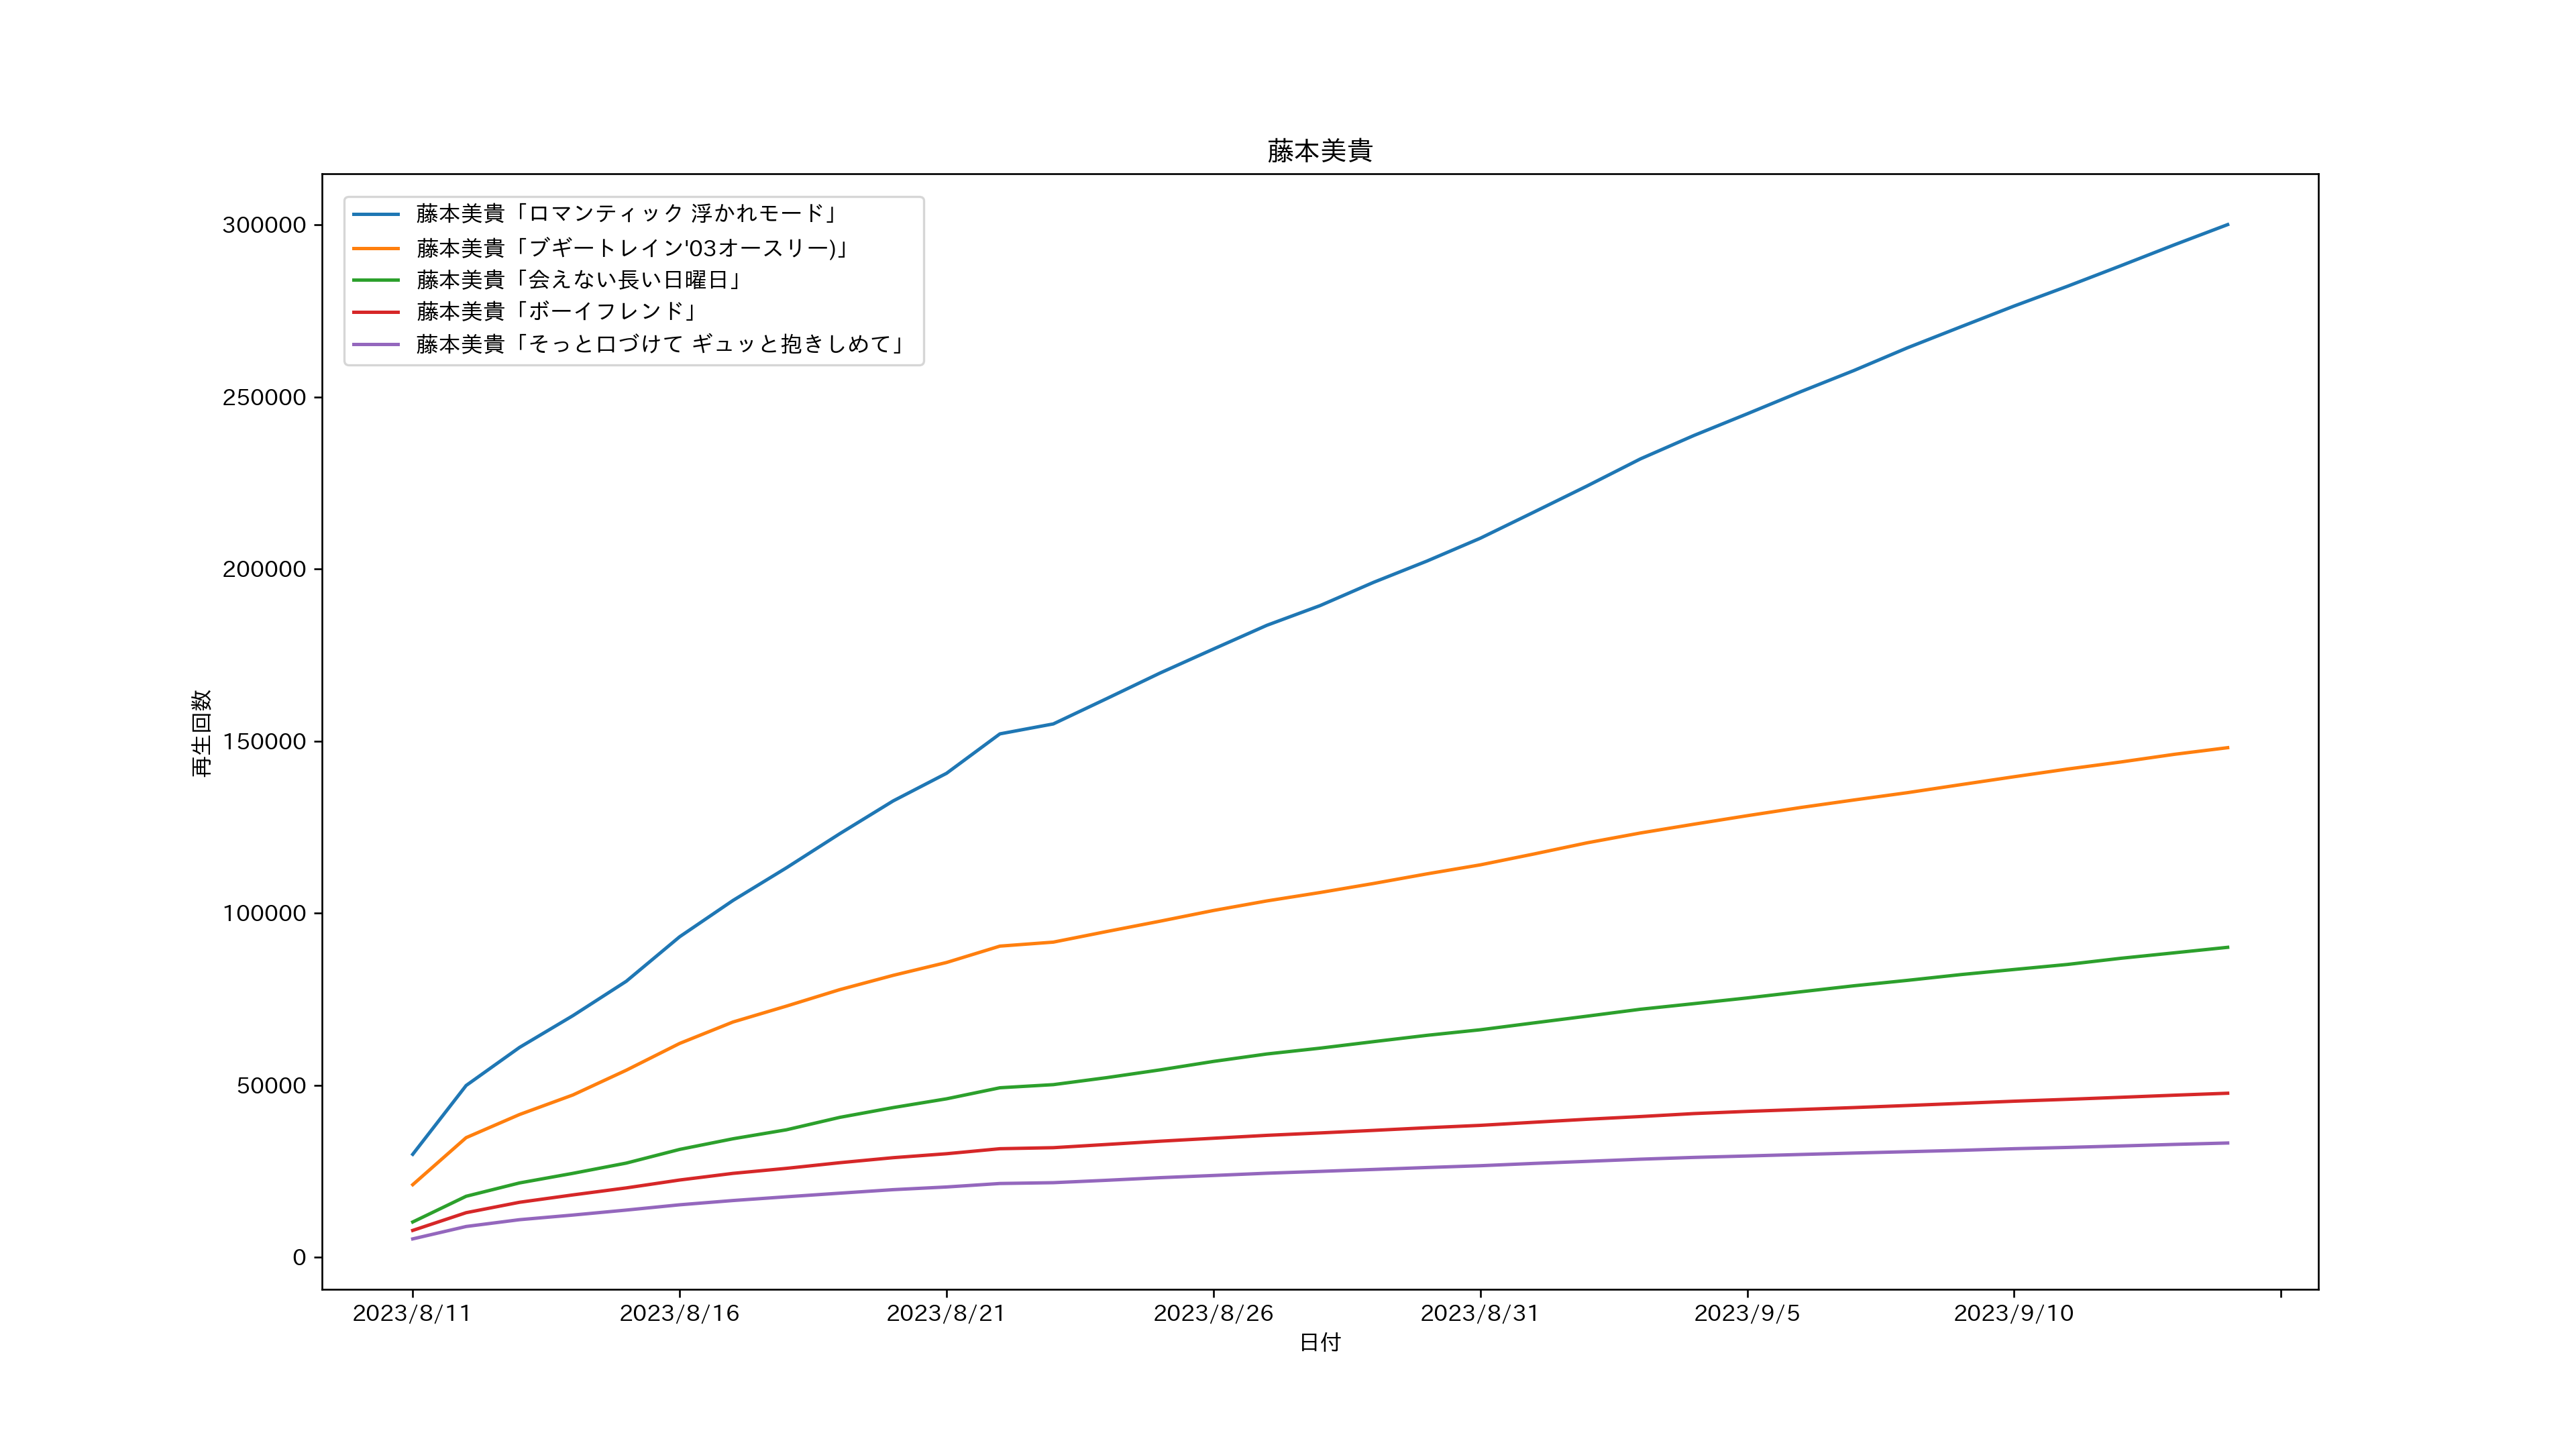 藤本美貴
藤本美貴「ロマンティック 浮かれモード」
藤本美貴「ブギートレイン'03オースリー)」
藤本美貴「会えない長い日曜日」
藤本美貴「ボーイフレンド」
藤本美貴「そっと口づけて ギュッと抱きしめて」
300000
250000
200000
150000
100000
50000
0
再生回数
2023/8/11 2023/8/16 2023/8/21 2023/8/26 2023/8/31 2023/9/5 2023/9/10
日付